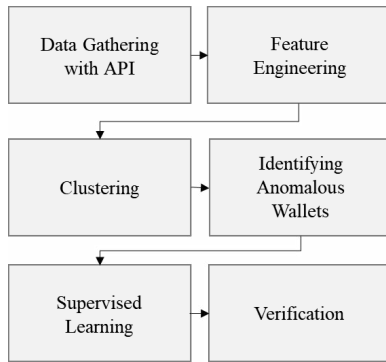 Data Gathering
with API
Feature
Engineering
Clustering
Identifying
Anomalous
Wallets
Supervised
Learning
Verification